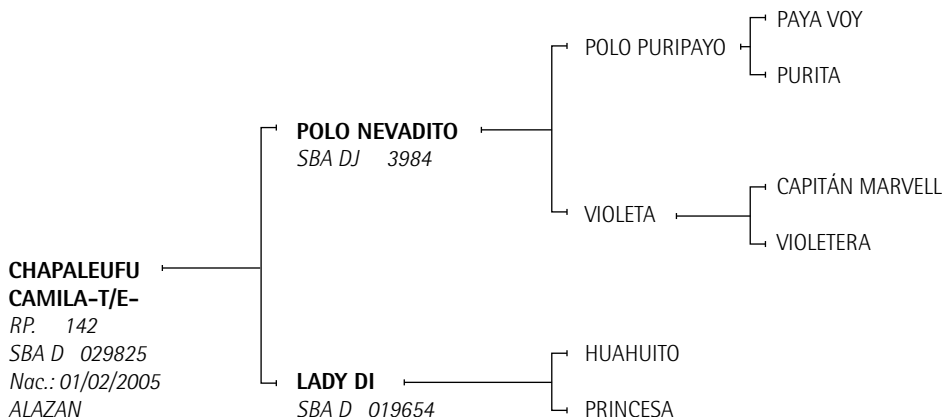 PAYA VOY
POLO PURIPAYO
PURITA
POLO NEVADITO
SBA DJ 3984
CAPITÁN MARVELL
VIOLETA
VIOLETERA
CHAPALEUFU
CAMILA-T/E-
RP. 142
SBA D 029825
Nac.: 01/02/2005
ALAZAN
HUAHUITO
LADY DI
SBA D 019654
PRINCESA